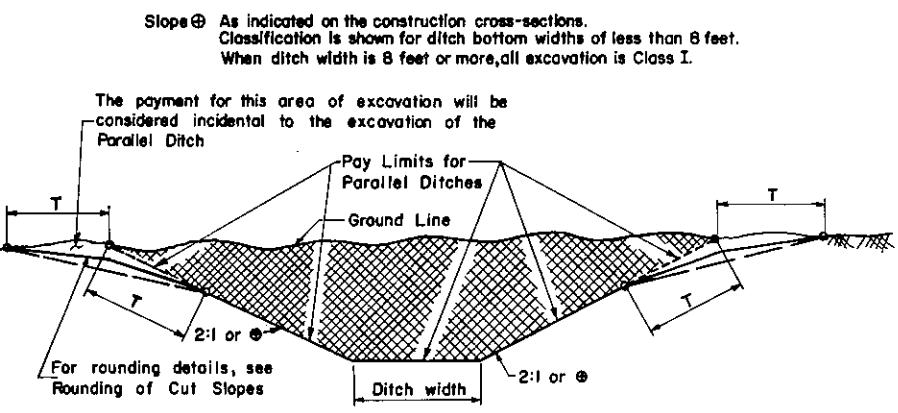 Slope ⊕ As indicated on the construction cross-sections.
Classification is shown for ditch bottom widths of less than 8 feet.
When ditch width is 8 feet or more, all excavation is Class I.
The payment for this area of excavation will be
considered incidental to the excavation of the
Parallel Ditch
Pay Limits for
Parallel Ditches
T
T
Ground Line
T
T
2:1 or ⊕
For rounding details, see
Rounding of Cut Slopes
Ditch width
2:1 or ⊕